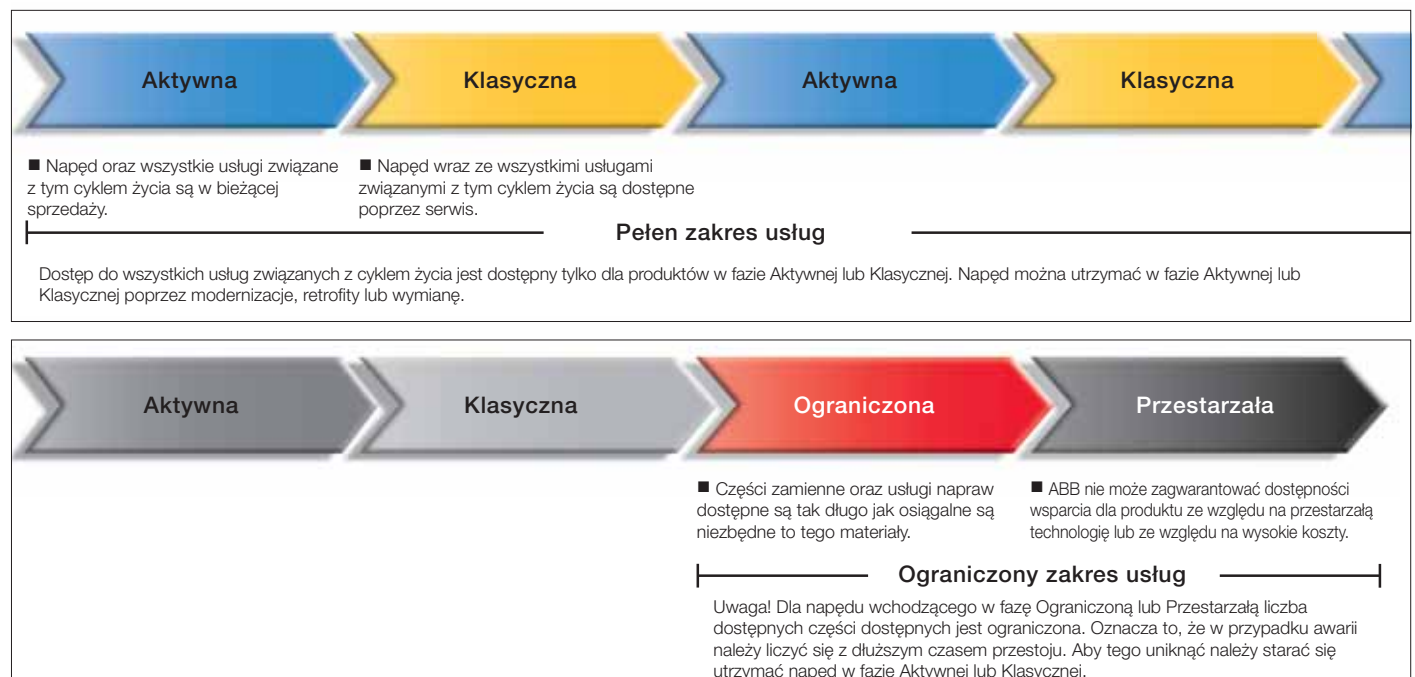 Aktywna
Klasyczna
Aktywna
Klasyczna
■ Napęd oraz wszystkie usługi związane
z tym cyklem życia są w bieżącej
sprzedaży.
■ Napęd wraz ze wszystkimi usługami
związanymi z tym cyklem życia są dostępne
poprzez serwis.
Pełen zakres usług
Dostęp do wszystkich usług związanych z cyklem życia jest dostępny tylko dla produktów w fazie Aktywnej lub Klasycznej. Napęd można utrzymać w fazie Aktywnej lub
Klasycznej poprzez modernizacje, retrofity lub wymianę.
Aktywna
Klasyczna
Ograniczona
Przestarzała
■ Części zamienne oraz usługi napraw
dostępne są tak długo jak osiągalne są
niezbędne to tego materiały.
■ ABB nie może zagwarantować dostępności
wsparcia dla produktu ze względu na przestarzałą
technologię lub ze względu na wysokie koszty.
Ograniczony zakres usług
Uwaga! Dla napędu wchodzącego w fazę Ograniczoną lub Przestarzałą liczba
dostępnych części dostępnych jest ograniczona. Oznacza to, że w przypadku awarii
należy liczyć się z dłuższym czasem przestoju. Aby tego uniknąć należy starać się
utrzymać napęd w fazie Aktywnej lub Klasycznej.